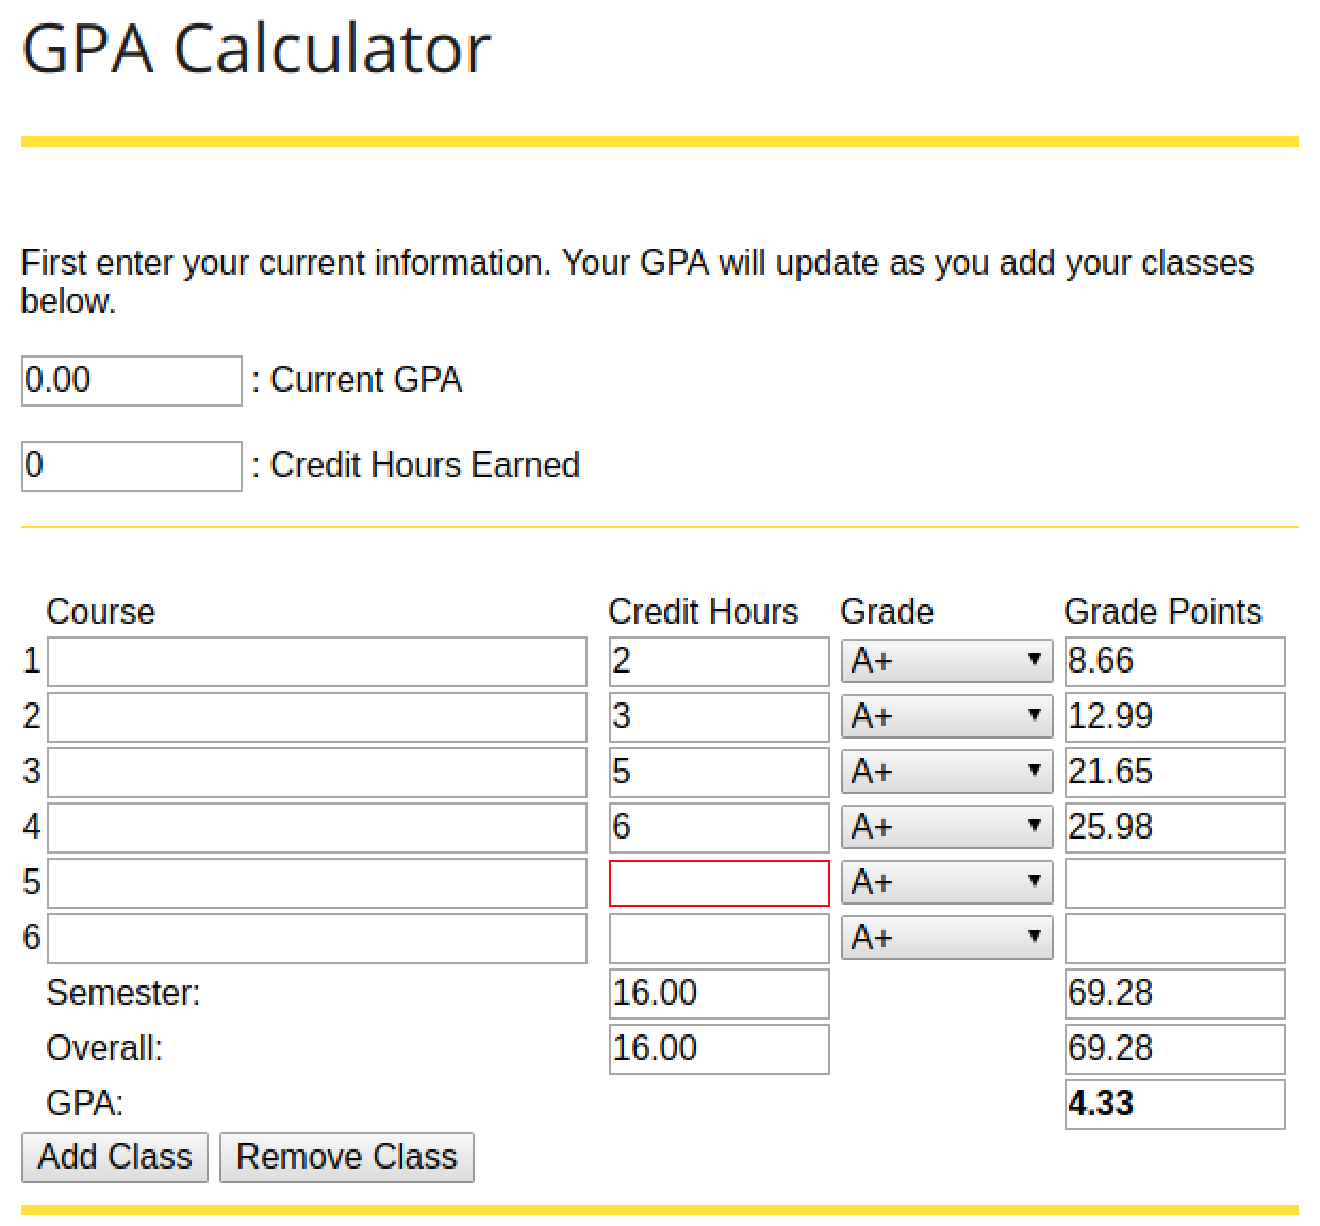 GPA Calculator
First enter your current information. Your GPA will update as you add your classes
below.
0.00 : Current GPA
0 : Credit Hours Earned
Course Credit Hours Grade Grade Points
1 2 A+ 8.66
2 3 A+ 12.99
3 5 A+ 21.65
4 6 A+ 25.98
5 A+
6 A+
Semester: 16.00 69.28
Overall: 16.00 69.28
GPA: 4.33
Add Class Remove Class